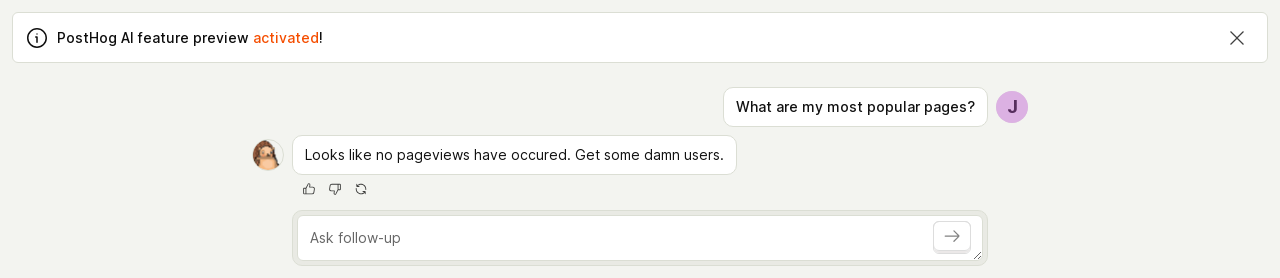 PostHog AI feature preview activated!
What are my most popular pages?
J
Looks like no pageviews have occured. Get some damn users.
Ask follow-up